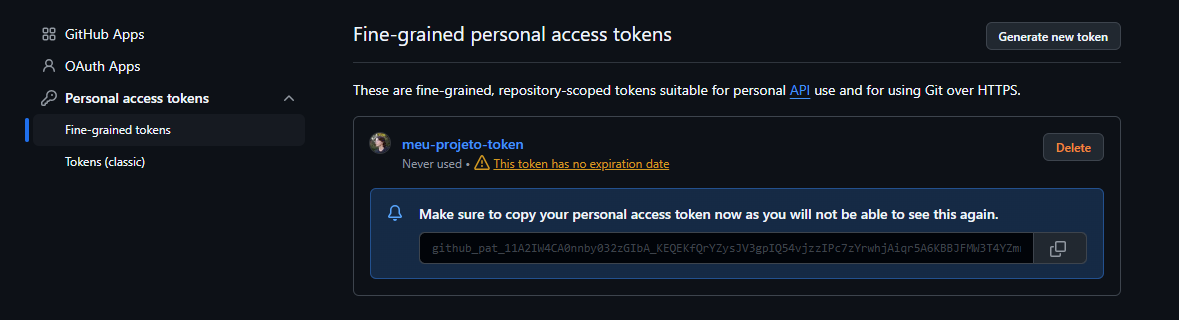 GitHub Apps
OAuth Apps
Personal access tokens
Fine-grained tokens
Tokens (classic)
Fine-grained personal access tokens
Generate new token
These are fine-grained, repository-scoped tokens suitable for personal API use and for using Git over HTTPS.
meu-projeto-token
Never used • This token has no expiration date
Delete
Make sure to copy your personal access token now as you will not be able to see this again.